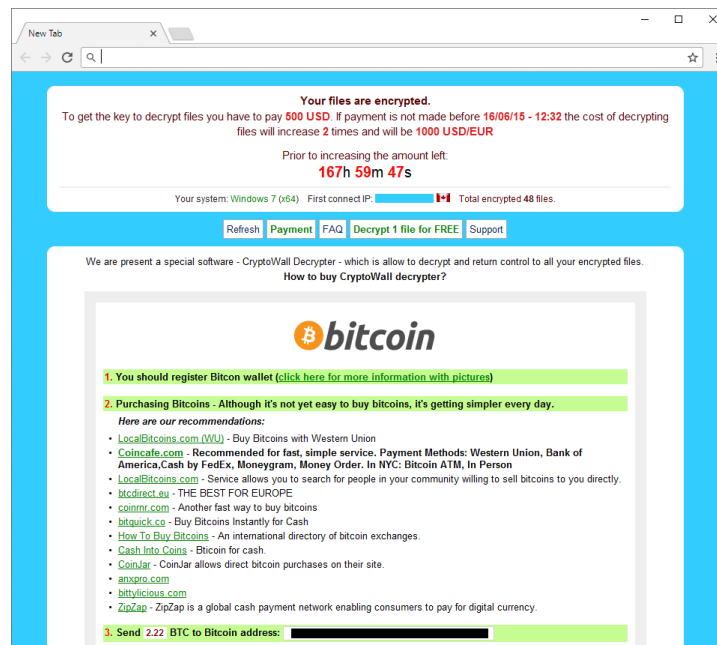 New Tab
Your files are encrypted.
To get the key to decrypt files you have to pay 500 USD. If payment is not made before 16/06/15 - 12:32 the cost of decrypting
files will increase 2 times and will be 1000 USD/EUR
Prior to increasing the amount left:
167h 59m 47s
Your system: Windows 7 (x64) First connect IP: Total encrypted 48 files.
Refresh Payment FAQ Decrypt 1 file for FREE Support
We are present a special software - CryptoWall Decrypter - which is allow to decrypt and return control to all your encrypted files.
How to buy CryptoWall decrypter?
bitcoin
1. You should register Bitcon wallet (click here for more information with pictures)
2. Purchasing Bitcoins - Although it's not yet easy to buy bitcoins, it's getting simpler every day.
Here are our recommendations:
• LocalBitcoins.com (WU) - Buy Bitcoins with Western Union
• Coincafe.com - Recommended for fast, simple service. Payment Methods: Western Union, Bank of
America,Cash by FedEx, Moneygram, Money Order. In NYC: Bitcoin ATM, In Person
• LocalBitcoins.com - Service allows you to search for people in your community willing to sell bitcoins to you directly.
• btcdirect.eu - THE BEST FOR EUROPE
• coinrnr.com - Another fast way to buy bitcoins
• bitquick.co - Buy Bitcoins Instantly for Cash
• How To Buy Bitcoins - An international directory of bitcoin exchanges.
• Cash Into Coins - Bticoin for cash.
• CoinJar - CoinJar allows direct bitcoin purchases on their site.
• anxpro.com
• bittylicious.com
• ZipZap - ZipZap is a global cash payment network enabling consumers to pay for digital currency.
3. Send 2.22 BTC to Bitcoin address: